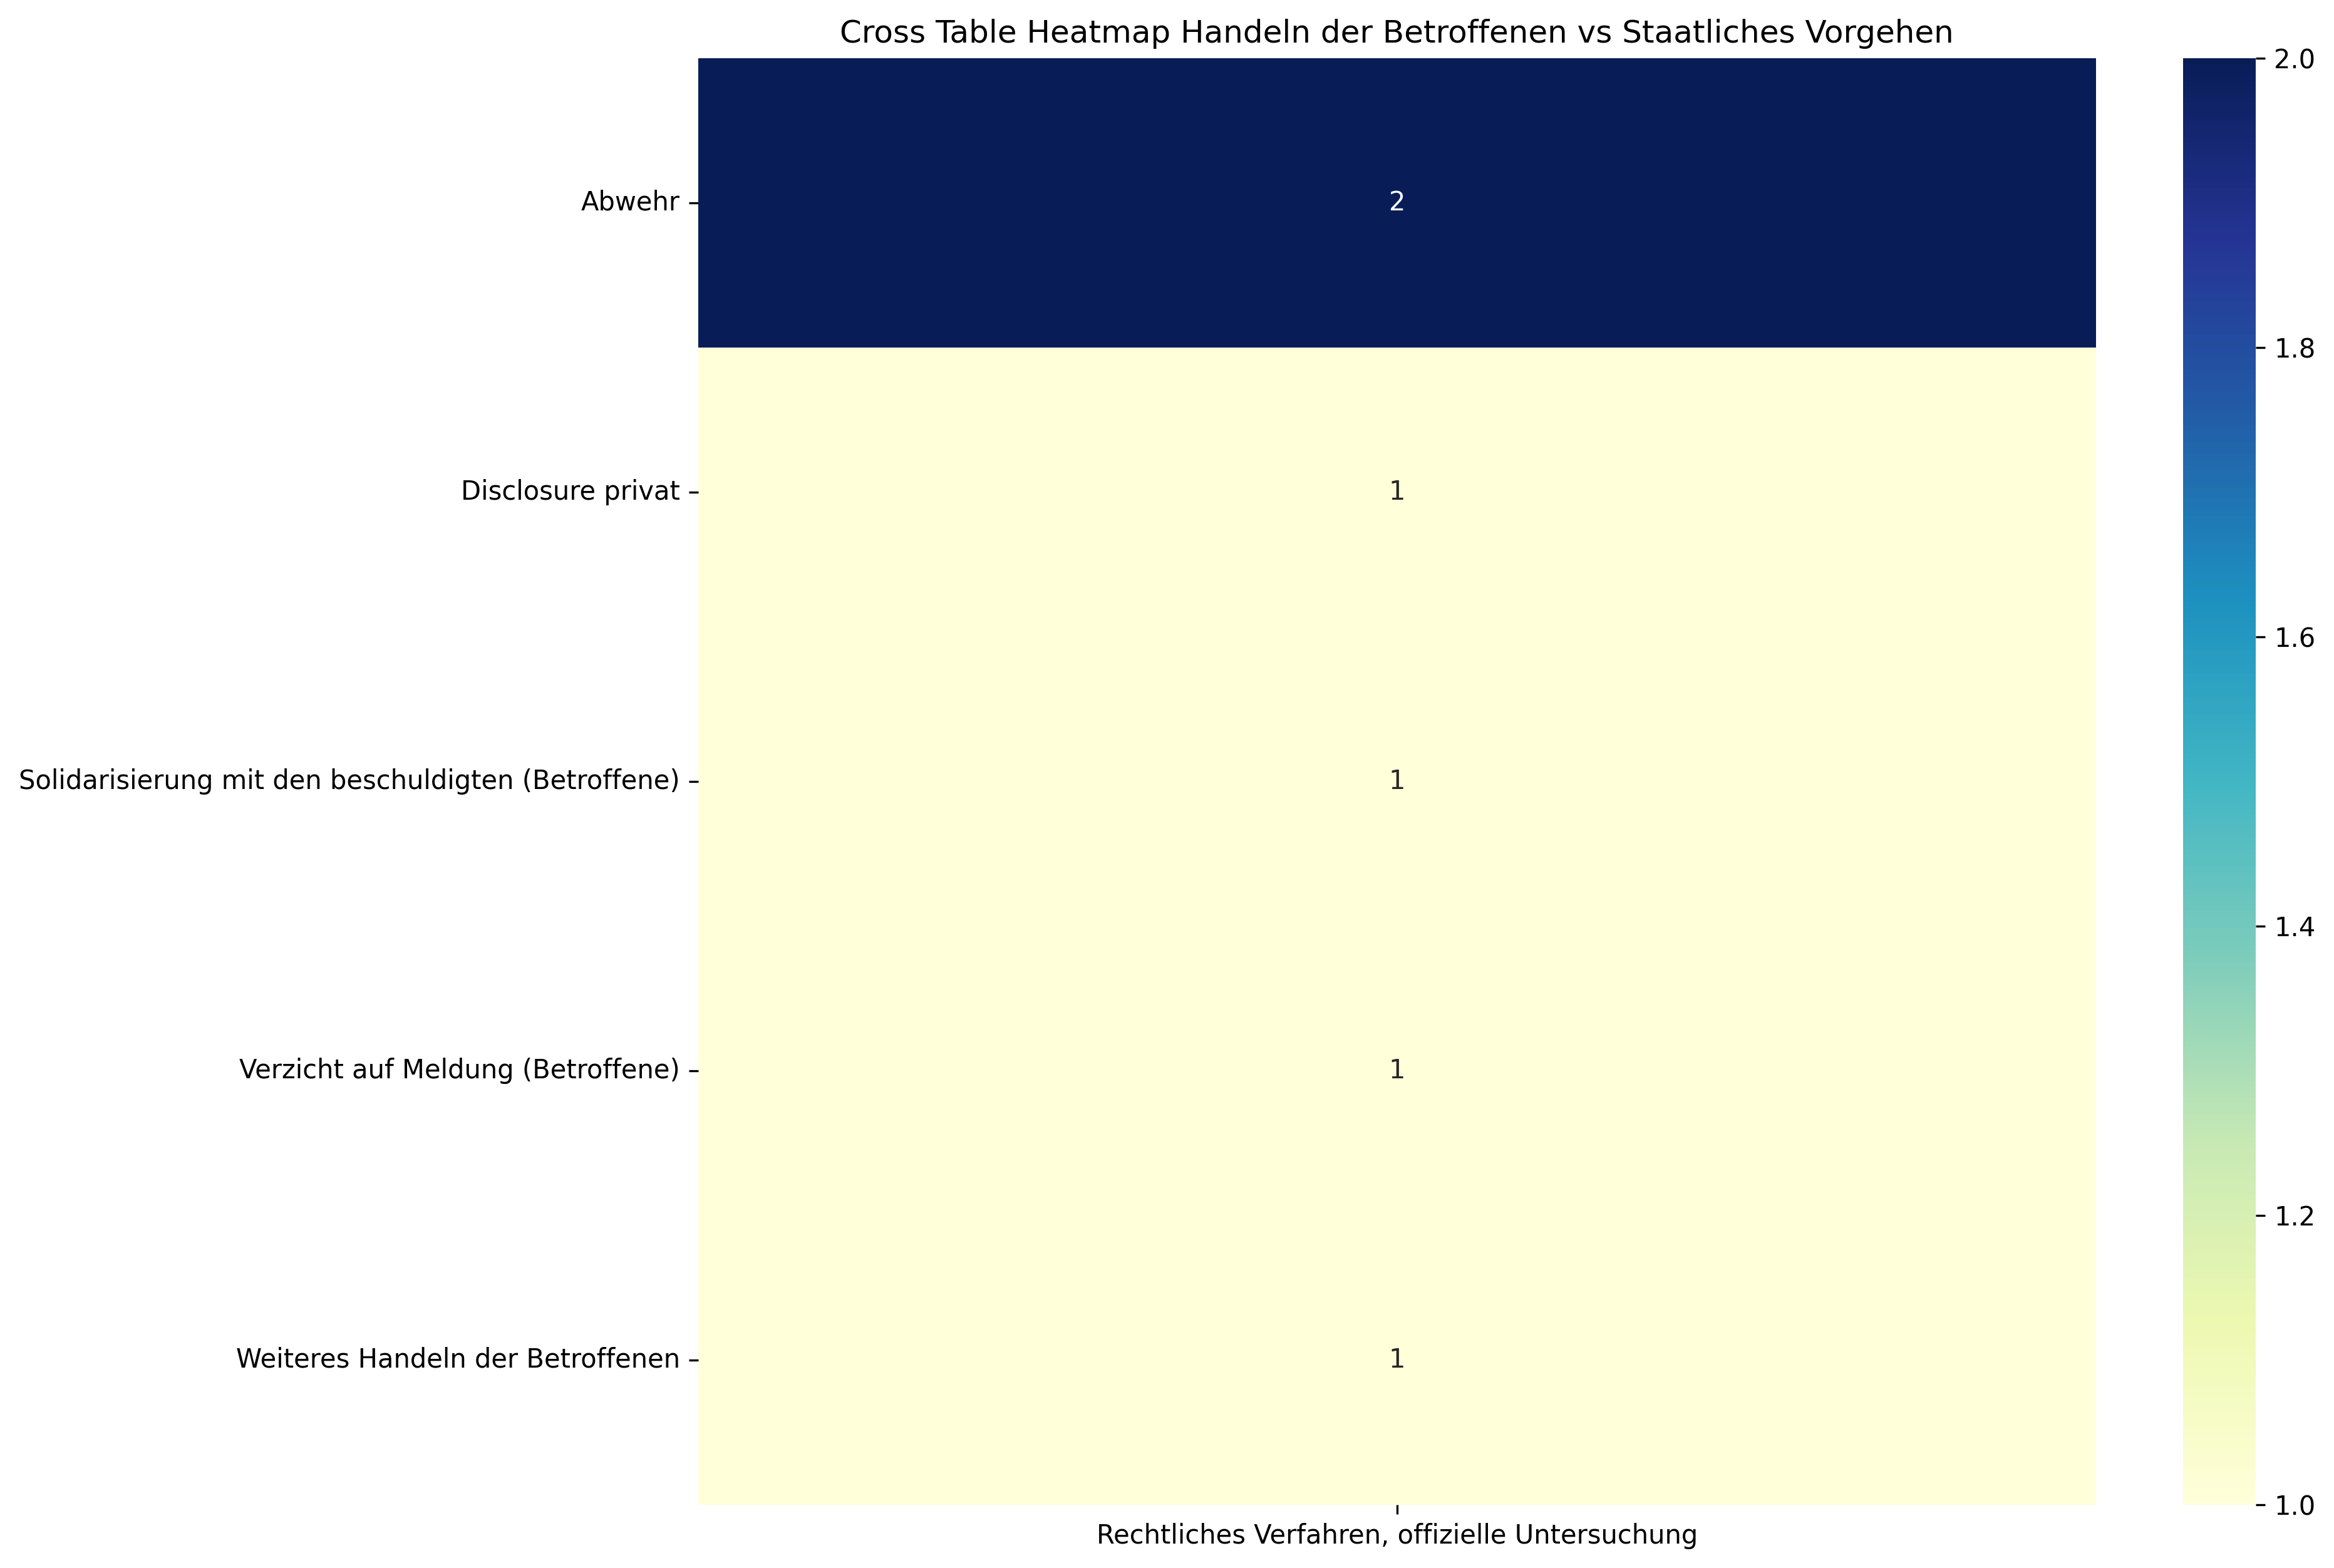 Cross Table Heatmap Handeln der Betroffenen vs Staatliches Vorgehen
Abwehr
2
Disclosure privat
1
Solidarisierung mit den beschuldigten (Betroffene)
1
Verzicht auf Meldung (Betroffene)
1
Weiteres Handeln der Betroffenen
1
Rechtliches Verfahren, offizielle Untersuchung
2.0
1.8
1.6
1.4
1.2
1.0